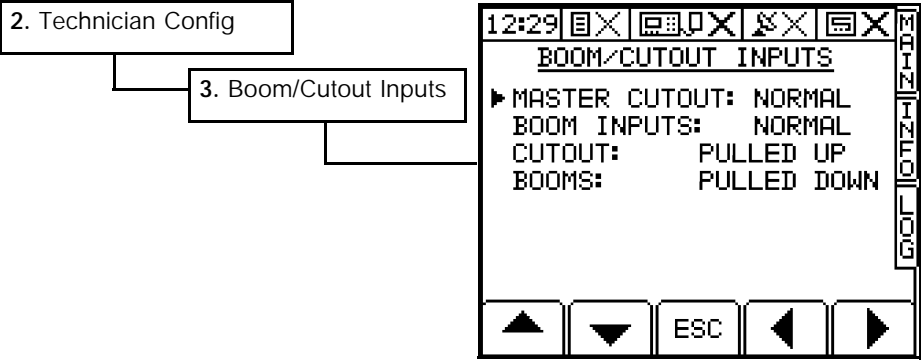 2. Technician Config
3. Boom/Cutout Inputs
12:29
BOOM/CUTOUT INPUTS
MASTER CUTOUT: NORMAL
BOOM INPUTS: NORMAL
CUTOUT: PULLED UP
BOOMS: PULLED DOWN
MAIN
INFO
LOG
ESC